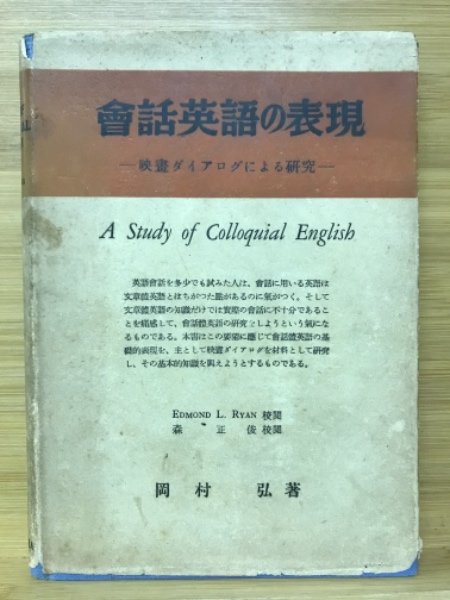 會話英語の表現
―映畫ダイアログによる研究―
A Study of Colloquial English
英語會話を多少でも試みた人は、會話に用いる英語は
文章體英語とはちがつた點があるのに氣がつく。そして
文章體英語の知識だけでは實際の會話に不十分であるこ
とを痛感して、會話體英語の研究をしようという氣にな
るものである。本書はこの要望に應じて會話體英語の基
礎的表現を、主として映畫ダイアログを材料として研究
し、その基本的知識を與えようとするものである。
EDMOND L. RYAN 校閱
森 正 俊 校閱
岡 村 弘 著